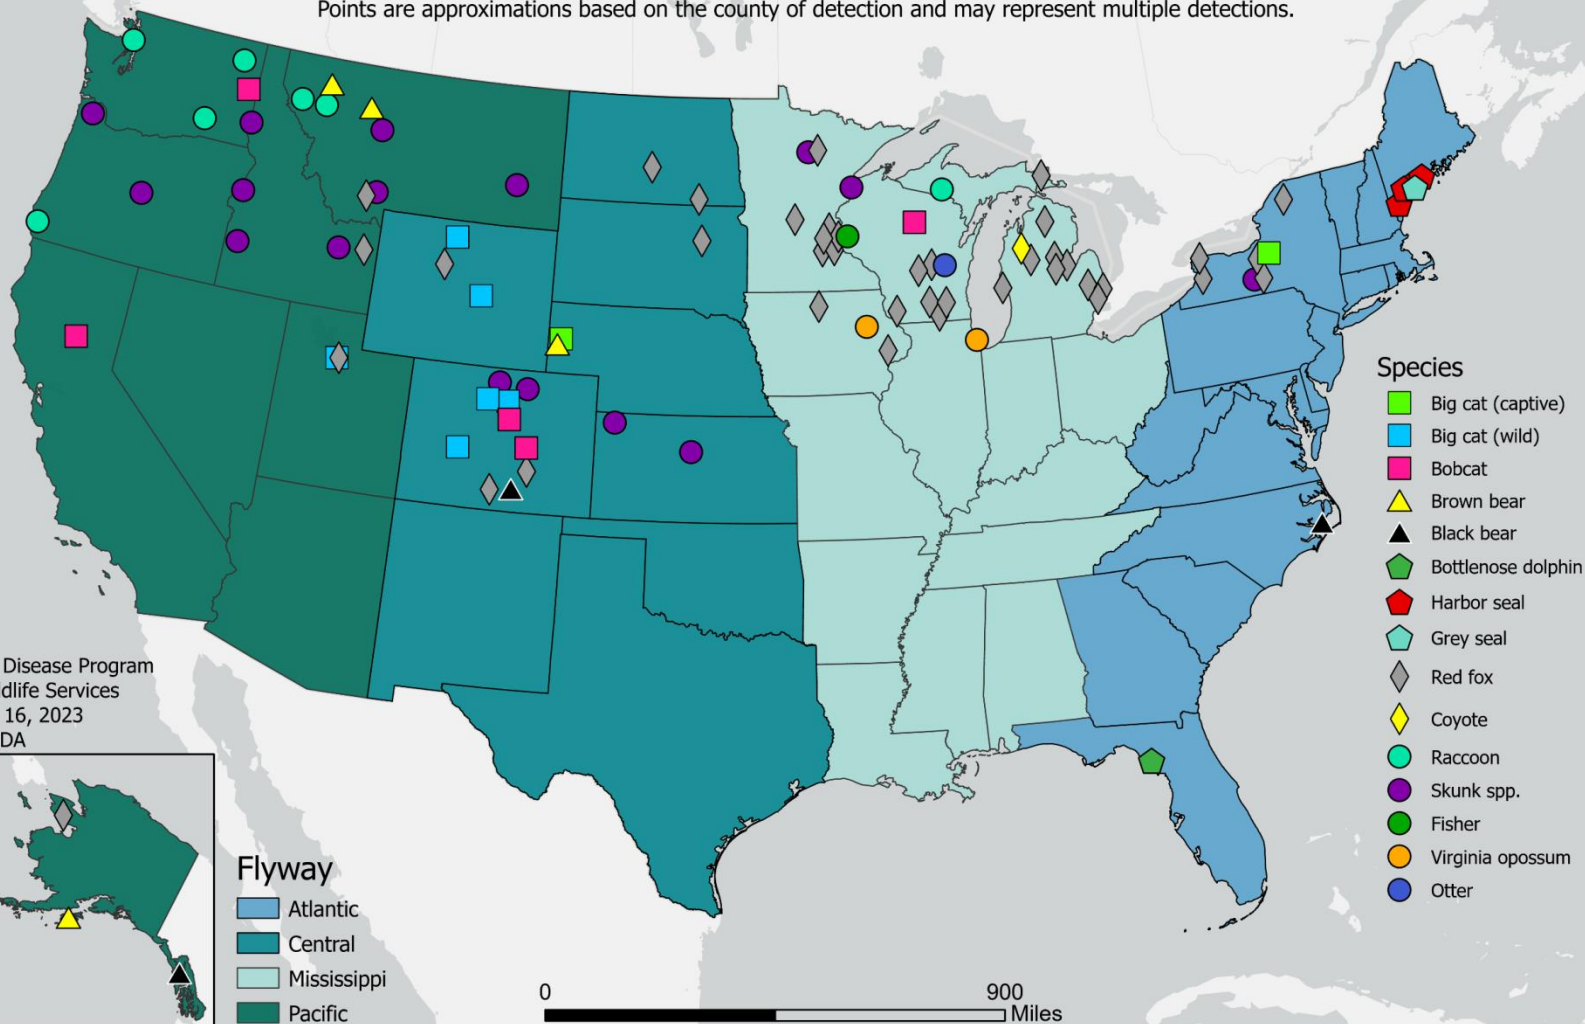 Points are approximations based on the county of detection and may represent multiple detections.
Species
Big cat (captive)
Big cat (wild)
Bobcat
Brown bear
Black bear
Bottlenose dolphin
Harbor seal
Grey seal
Red fox
Coyote
Raccoon
Skunk spp.
Fisher
Virginia opossum
Otter
Disease Program
dlife Services
16, 2023
DA
Flyway
Atlantic
Central
Mississippi
Pacific
0 900
Miles